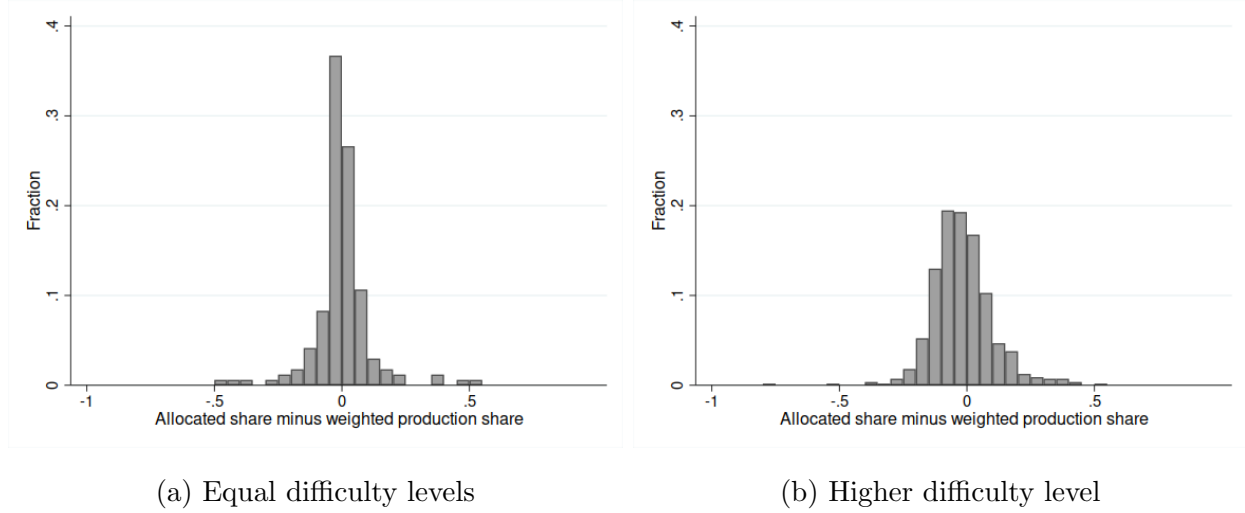 .4
.3
.2
.1
0
Fraction
-1 -.5 0 .5
Allocated share minus weighted production share
(a) Equal difficulty levels
.4
.3
.2
.1
0
Fraction
-1 -.5 0 .5
Allocated share minus weighted production share
(b) Higher difficulty level